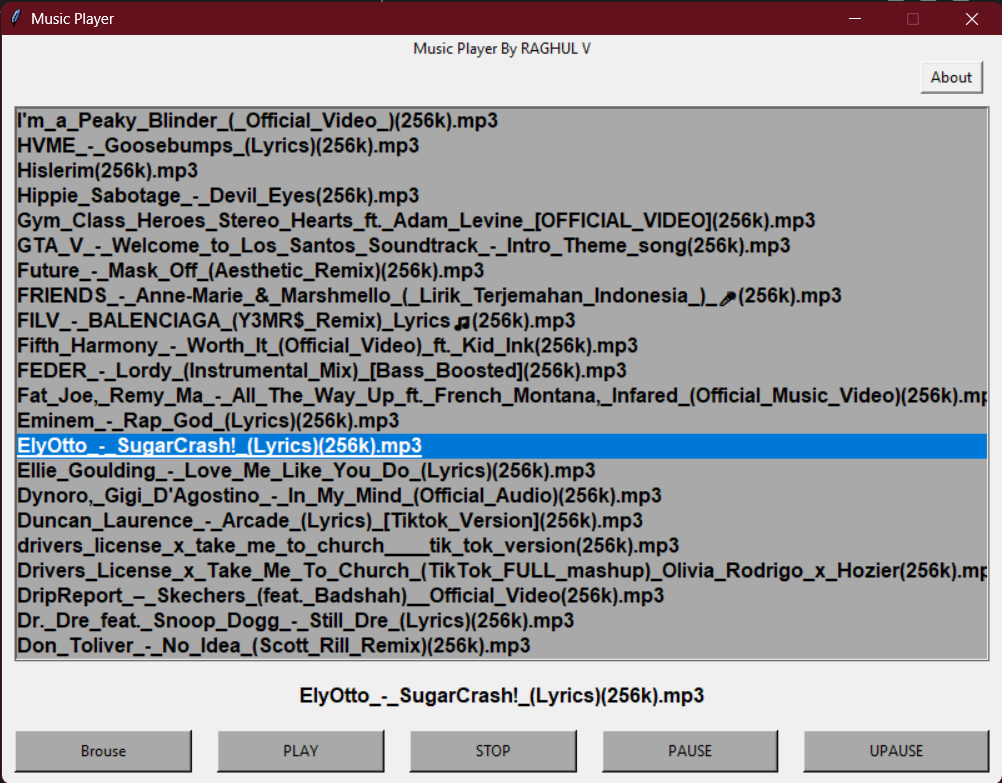 Music Player
Music Player By RAGHUL V
About
I'm_a_Peaky_Blinder_(_Official_Video_)(256k).mp3
HVME_-_Goosebumps_(Lyrics)(256k).mp3
Hislerim(256k).mp3
Hippie_Sabotage_-_Devil_Eyes(256k).mp3
Gym_Class_Heroes_Stereo_Hearts_ft._Adam_Levine_[OFFICIAL_VIDEO](256k).mp3
GTA_V_-_Welcome_to_Los_Santos_Soundtrack_-_Intro_Theme_song(256k).mp3
Future_-_Mask_Off_(Aesthetic_Remix)(256k).mp3
FRIENDS_-_Anne-Marie_&_Marshmello_(_Lirik_Terjemahan_Indonesia_)_🎤(256k).mp3
FILV_-_BALENCIAGA_(Y3MR$_Remix)_Lyrics🎵(256k).mp3
Fifth_Harmony_-_Worth_It_(Official_Video)_ft._Kid_Ink(256k).mp3
FEDER_-_Lordy_(Instrumental_Mix)_[Bass_Boosted](256k).mp3
Fat_Joe,_Remy_Ma_-_All_The_Way_Up_ft._French_Montana,_Infared_(Official_Music_Video)(256k).mp
Eminem_-_Rap_God_(Lyrics)(256k).mp3
ElyOtto_-_SugarCrash!_(Lyrics)(256k).mp3
Ellie_Goulding_-_Love_Me_Like_You_Do_(Lyrics)(256k).mp3
Dynoro,_Gigi_D'Agostino_-_In_My_Mind_(Official_Audio)(256k).mp3
Duncan_Laurence_-_Arcade_(Lyrics)_[Tiktok_Version](256k).mp3
drivers_license_x_take_me_to_church____tik_tok_version(256k).mp3
Drivers_License_x_Take_Me_To_Church_(TikTok_FULL_mashup)_Olivia_Rodrigo_x_Hozier(256k).mp
DripReport_–_Skechers_(feat._Badshah)__Official_Video(256k).mp3
Dr._Dre_feat._Snoop_Dogg_-_Still_Dre_(Lyrics)(256k).mp3
Don_Toliver_-_No_Idea_(Scott_Rill_Remix)(256k).mp3
ElyOtto_-_SugarCrash!_(Lyrics)(256k).mp3
Brouse PLAY STOP PAUSE UPAUSE